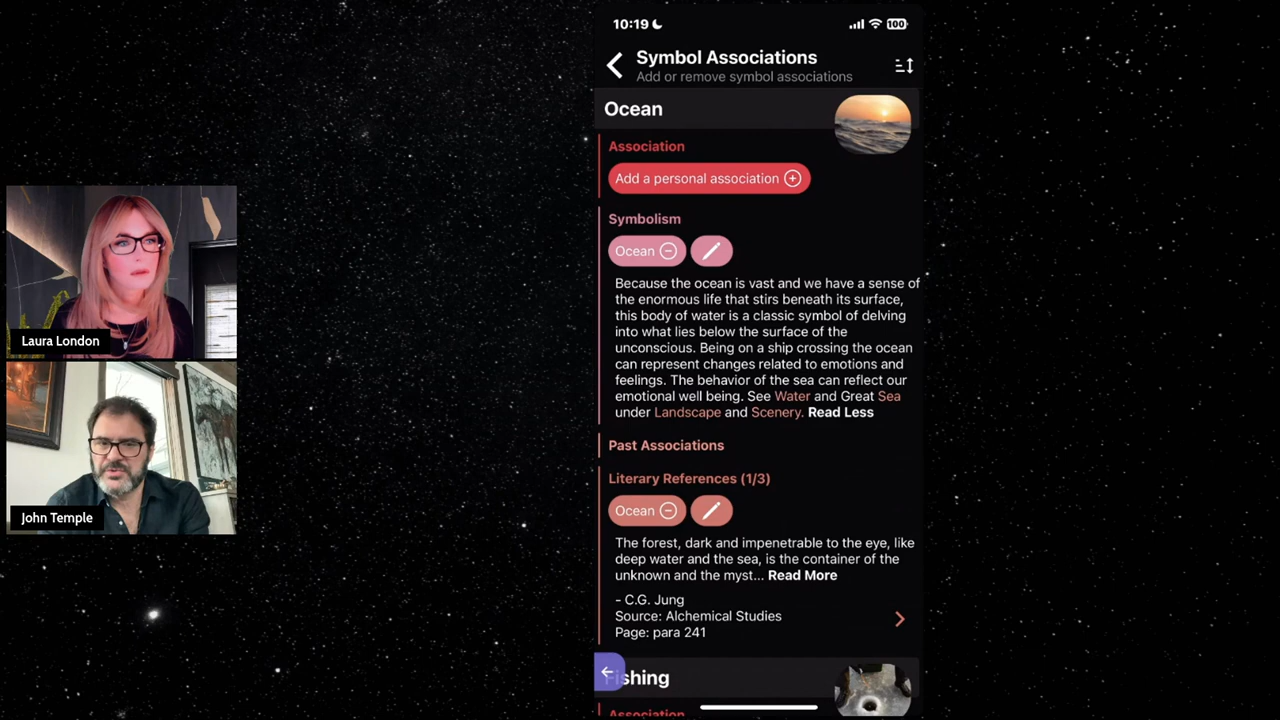 10:19
100
Symbol Associations
Add or remove symbol associations
Ocean
Association
Add a personal association
Symbolism
Ocean
Because the ocean is vast and we have a sense of
the enormous life that stirs beneath its surface,
this body of water is a classic symbol of delving
into what lies below the surface of the
unconscious. Being on a ship crossing the ocean
can represent changes related to emotions and
feelings. The behavior of the sea can reflect our
emotional well being. See Water and Great Sea
under Landscape and Scenery. Read Less
Past Associations
Literary References (1/3)
Ocean
The forest, dark and impenetrable to the eye, like
deep water and the sea, is the container of the
unknown and the myst... Read More
- C.G. Jung
Source: Alchemical Studies
Page: para 241
Fishing
Association
Laura London
John Temple